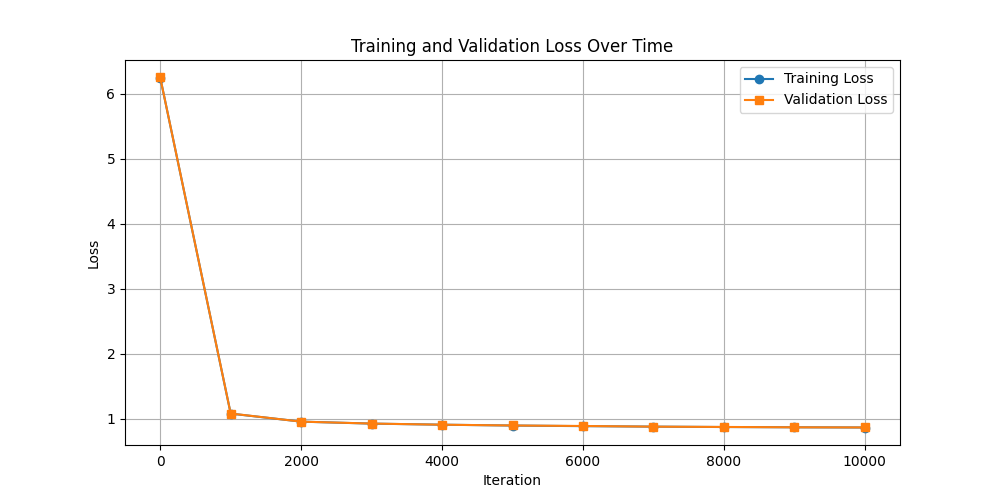 Training and Validation Loss Over Time
Training Loss
Validation Loss
6
5
4
3
2
1
Loss
0
2000
4000
6000
8000
10000
Iteration